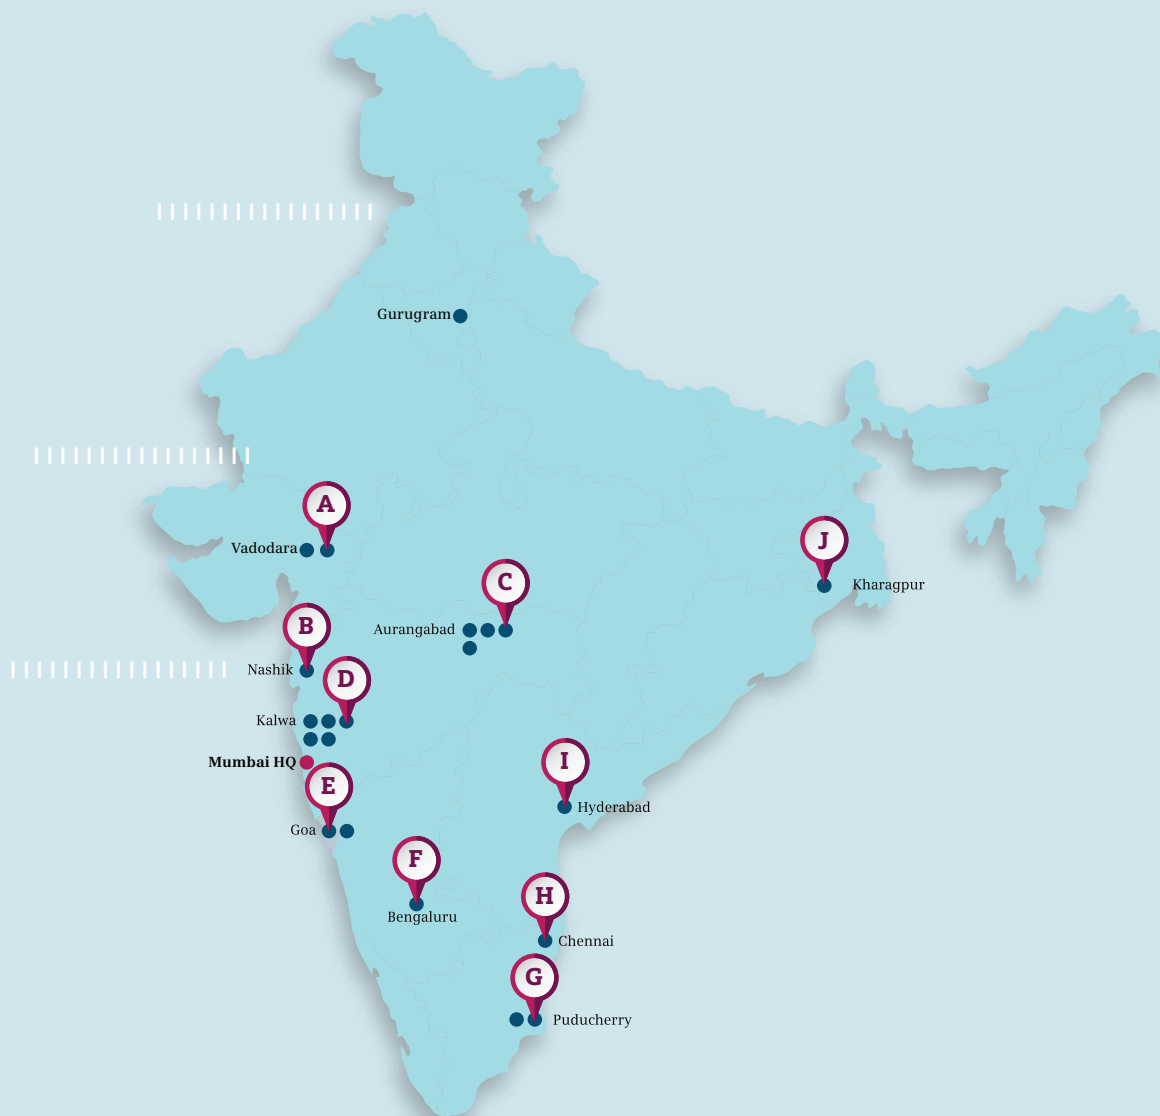 Gurugram
A
Vadodara
J
Kharagpur
C
Aurangabad
B
Nashik
D
Kalwa
Mumbai HQ
E
Goa
I
Hyderabad
F
Bengaluru
H
Chennai
G
Puducherry